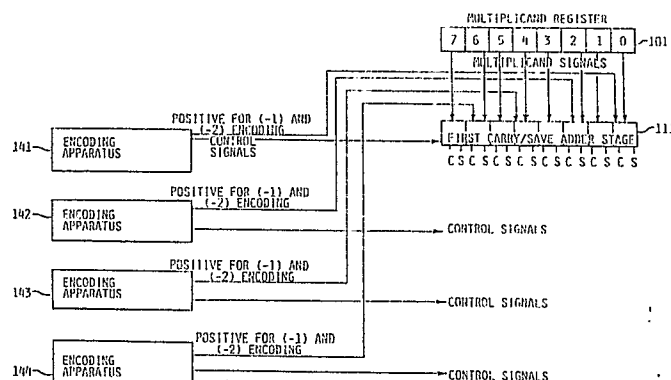 MULTIPLICAND REGISTER
7 6 5 4 3 2 1 0
101
MULTIPLICAND SIGNALS
POSITIVE FOR (-1) AND
(-2) ENCODING
CONTROL
SIGNALS
141
ENCODING
APPARATUS
FIRST CARRY/SAVE ADDER STAGE
11
C S C S C S C S C S C S C S C S
POSITIVE FOR (-1) AND
(-2) ENCODING
142
ENCODING
APPARATUS
CONTROL SIGNALS
POSITIVE FOR (-1) AND
(-2) ENCODING
143
ENCODING
APPARATUS
CONTROL SIGNALS
POSITIVE FOR (-1) AND
(-2) ENCODING
144
ENCODING
APPARATUS
CONTROL SIGNALS